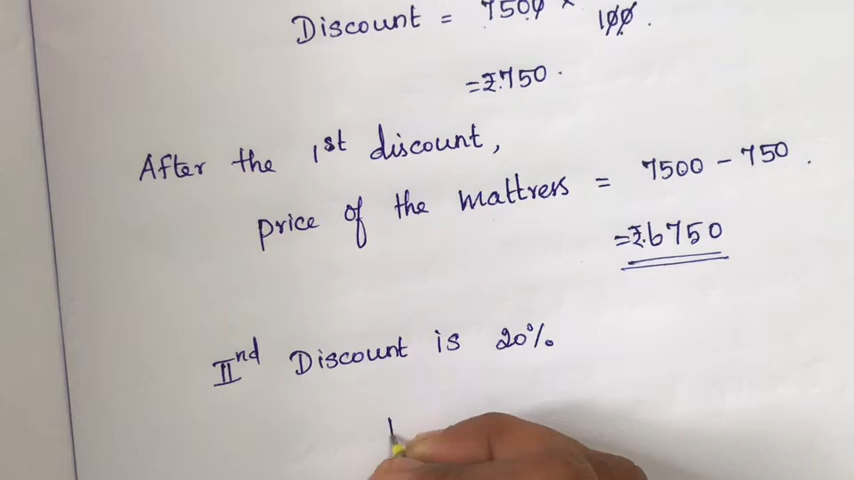 Discount = 7500 ×
100.
= ₹.750.
After the 1st discount,
price of the mattress = 7500 - 750.
= ₹.6750
IInd Discount is 20%